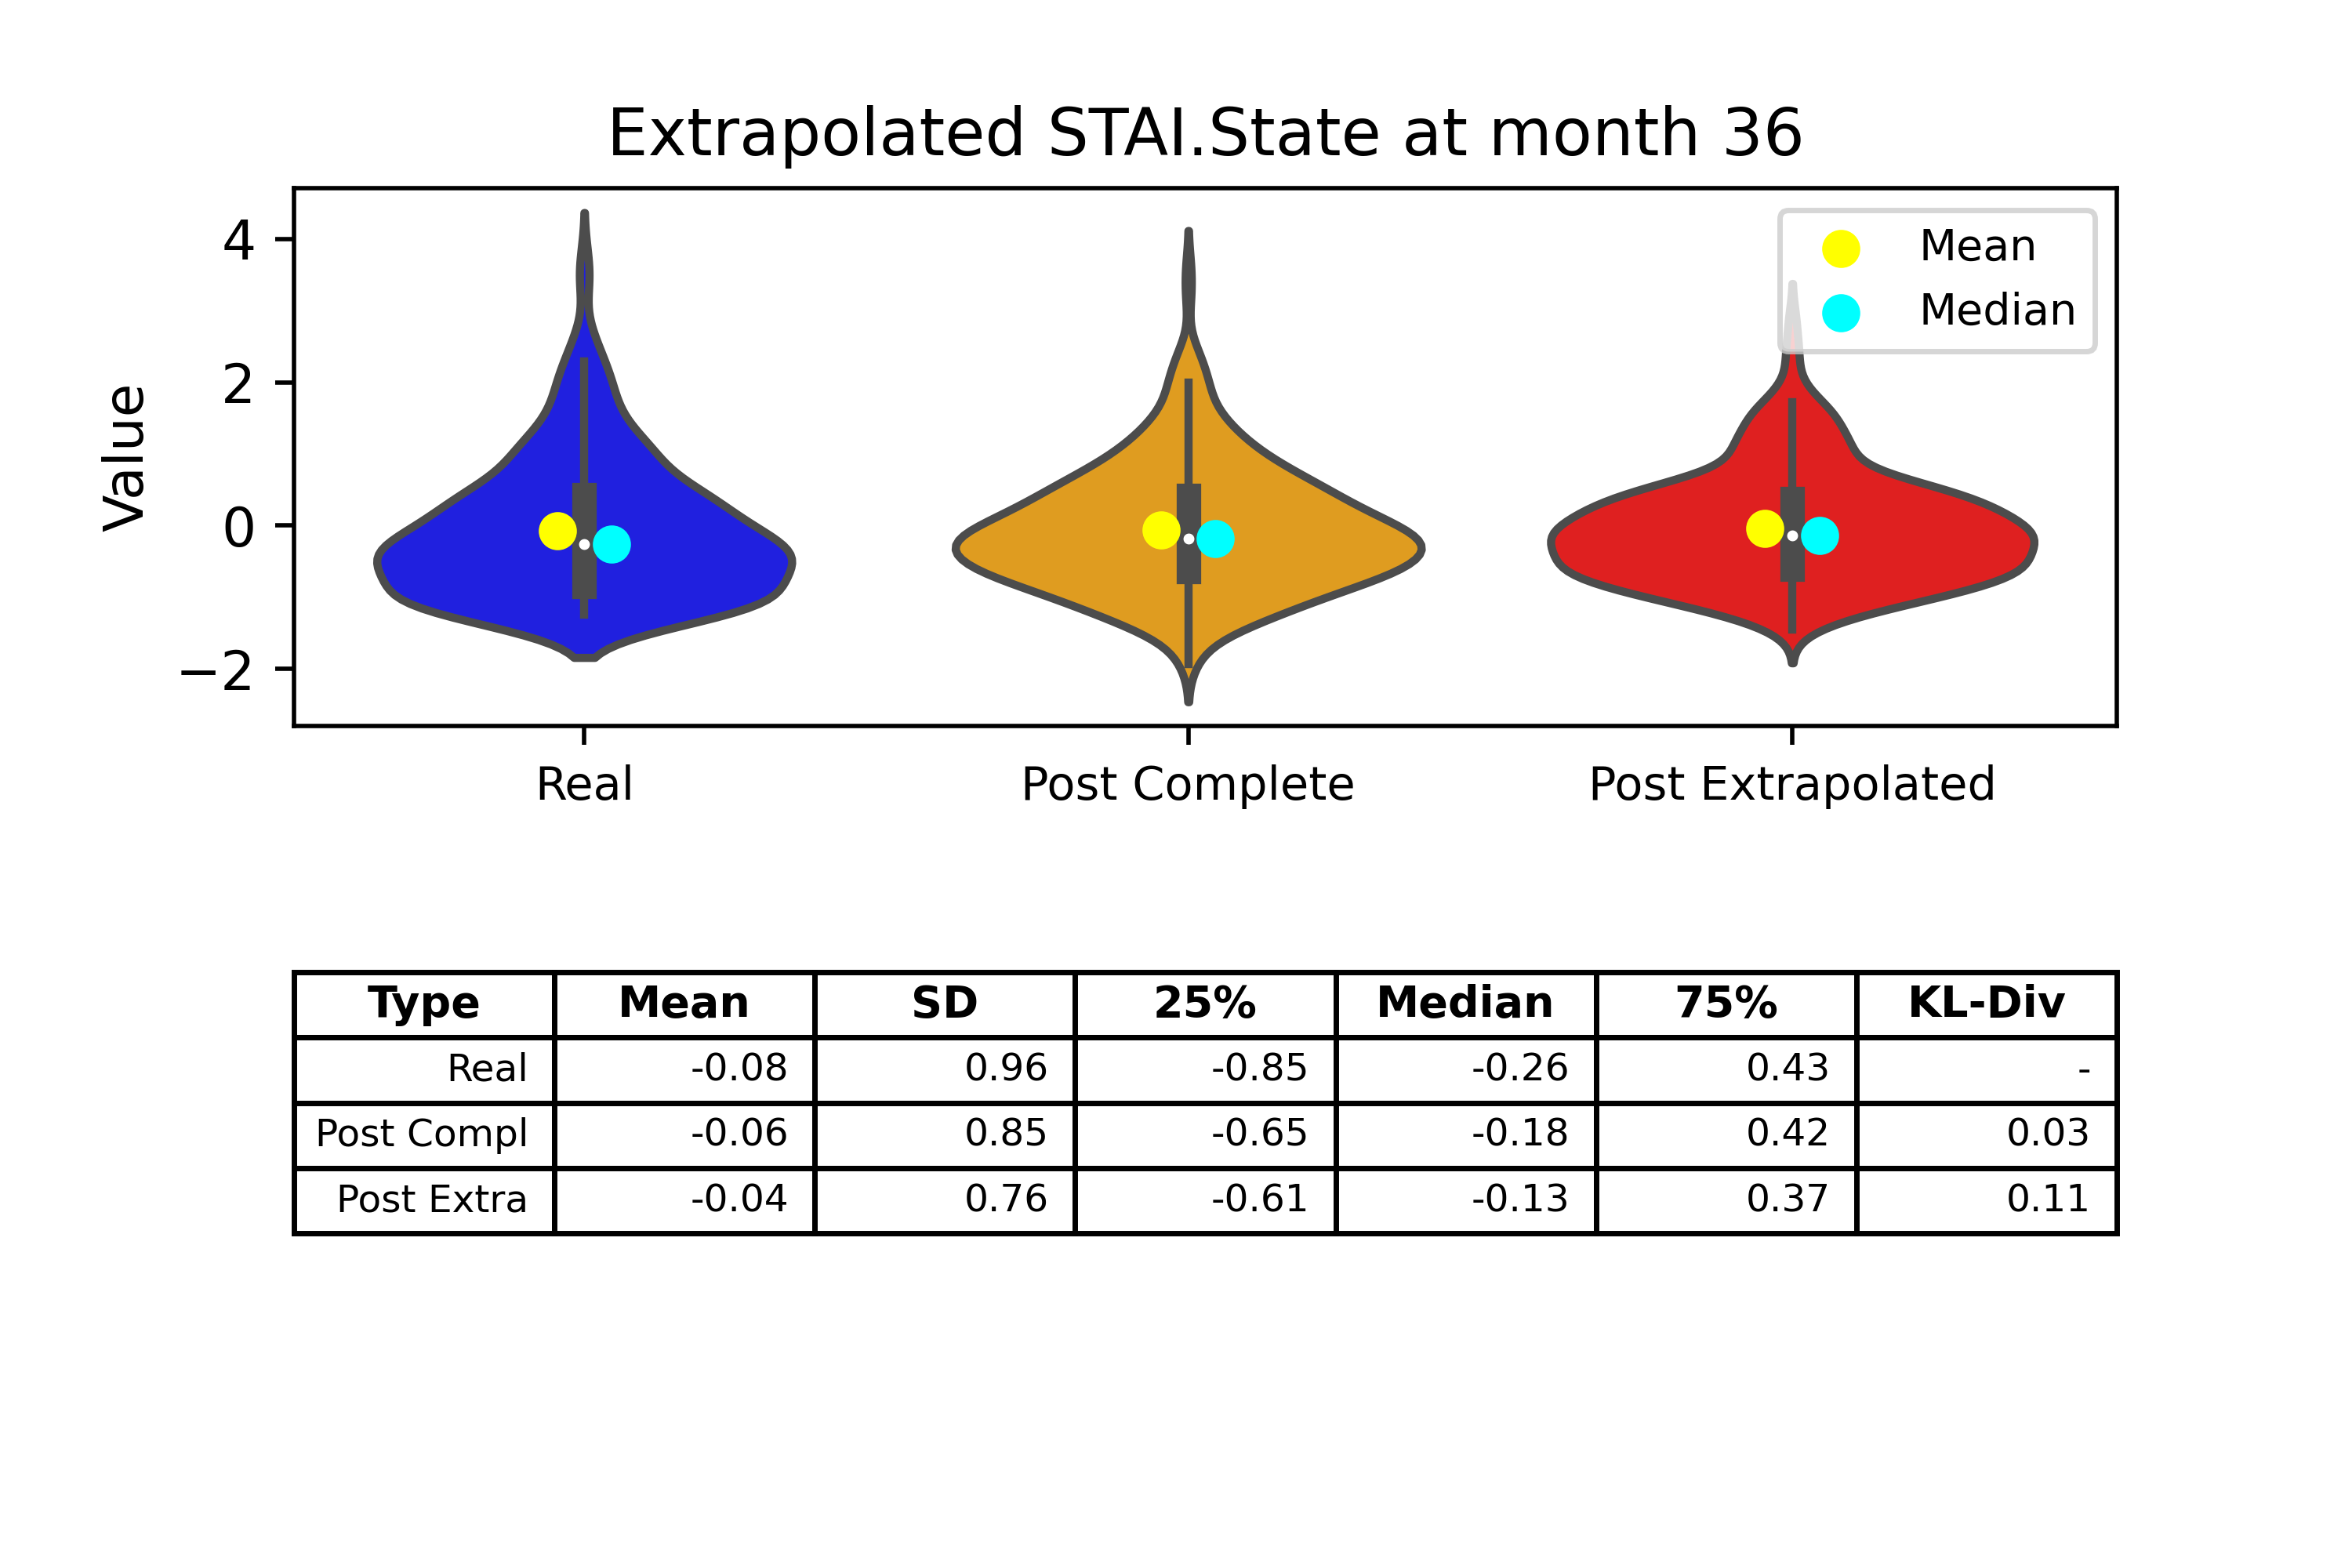 Extrapolated STAI.State at month 36
Value
4
2
0
−2
Mean
Median
Real Post Complete Post Extrapolated
Type Mean SD 25% Median 75% KL-Div
Real -0.08 0.96 -0.85 -0.26 0.43 -
Post Compl -0.06 0.85 -0.65 -0.18 0.42 0.03
Post Extra -0.04 0.76 -0.61 -0.13 0.37 0.11